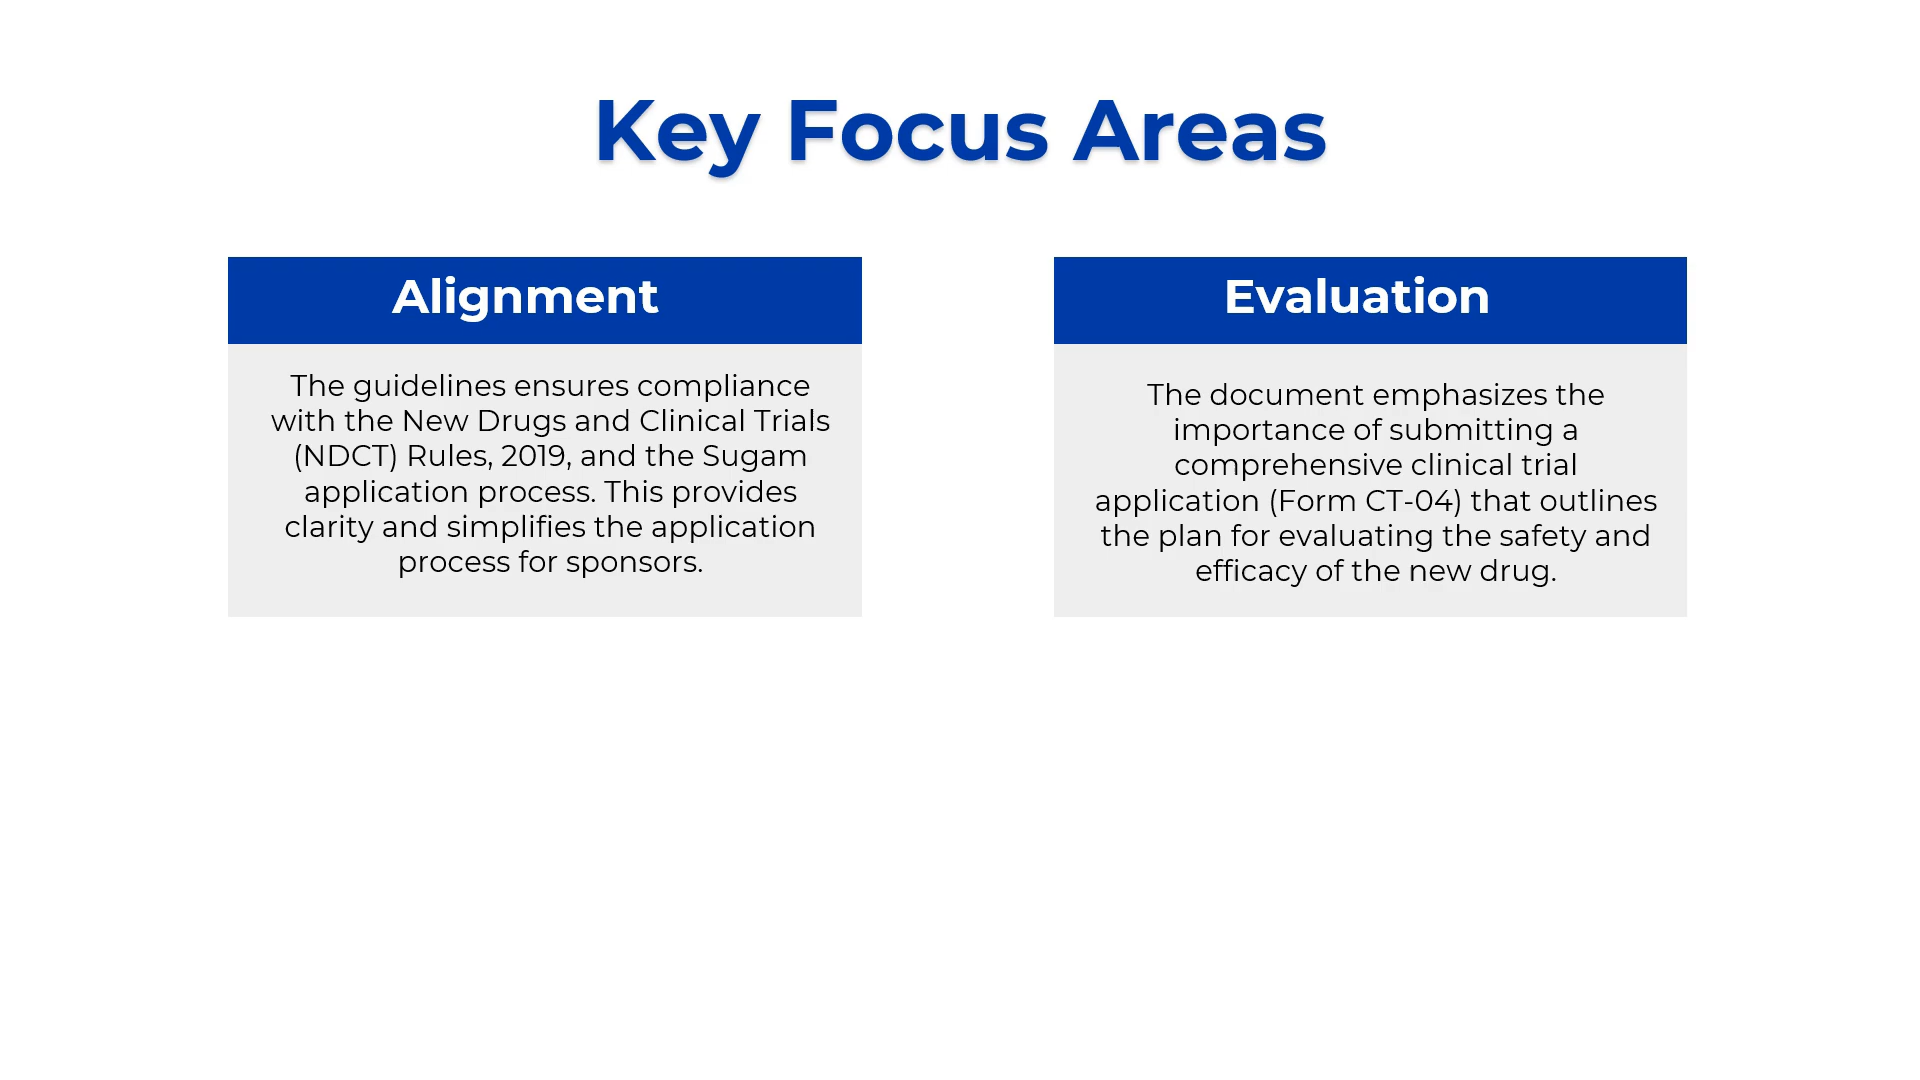 Key Focus Areas
Alignment
The guidelines ensures compliance
with the New Drugs and Clinical Trials
(NDCT) Rules, 2019, and the Sugam
application process. This provides
clarity and simplifies the application
process for sponsors.
Evaluation
The document emphasizes the
importance of submitting a
comprehensive clinical trial
application (Form CT-04) that outlines
the plan for evaluating the safety and
efficacy of the new drug.